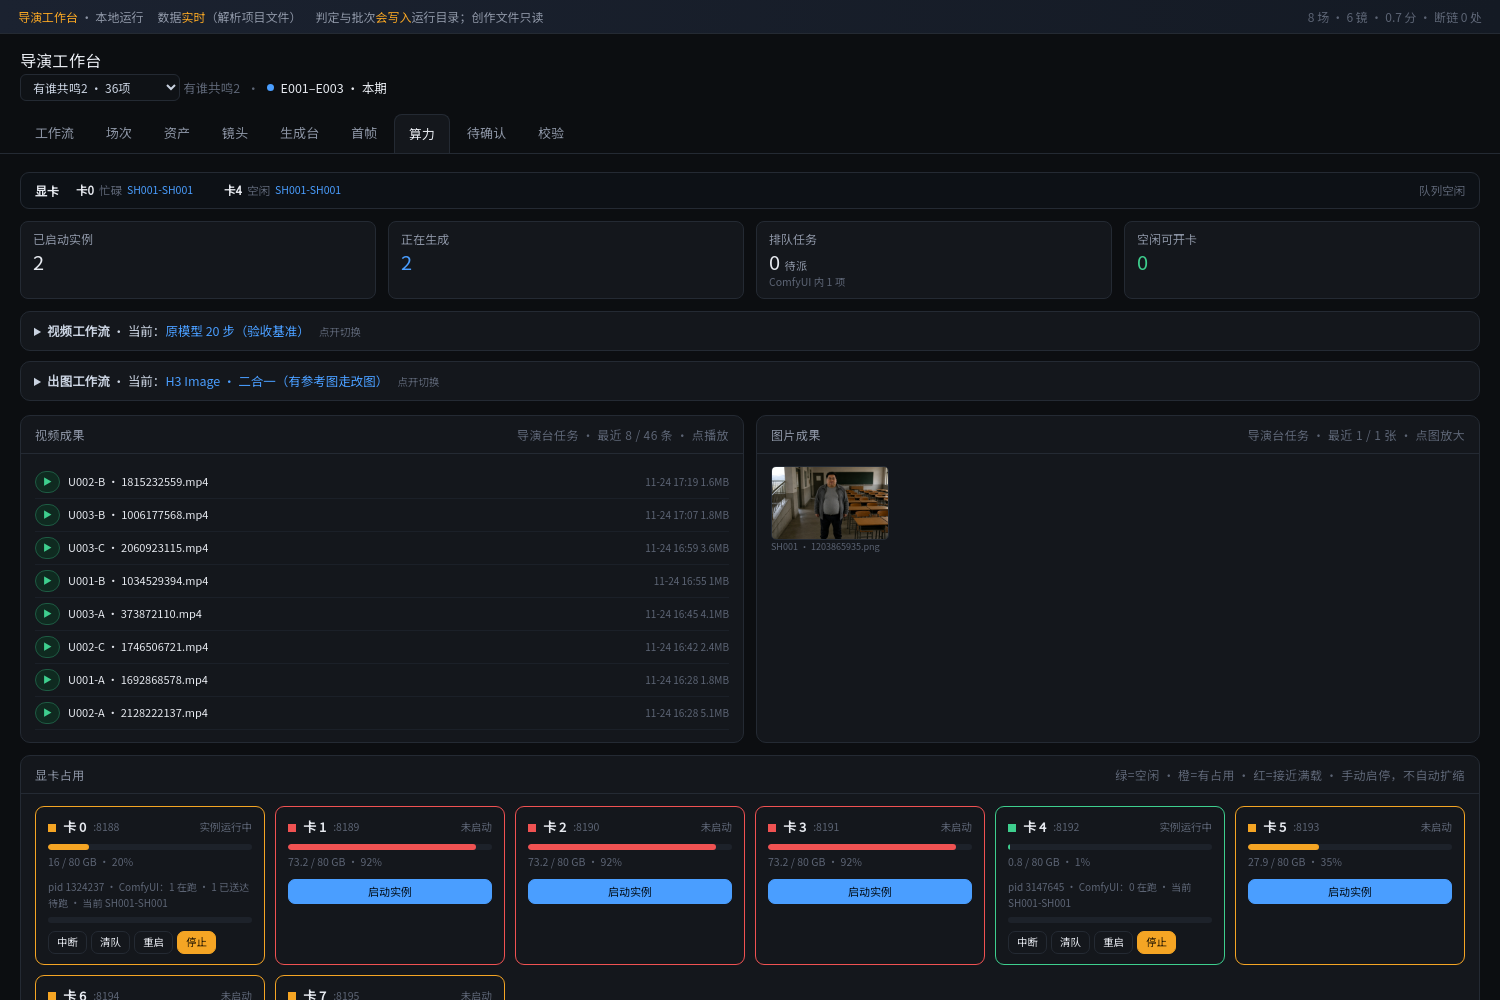 导演工作台 · 本地运行 数据实时（解析项目文件） 判定与批次会写入运行目录；创作文件只读 8 场 · 6 镜 · 0.7 分 · 断链 0 处
导演工作台
有谁共鸣2 · 36项 有谁共鸣2 · E001–E003 · 本期
工作流 场次 资产 镜头 生成台 首帧 算力 待确认 校验
显卡 卡0 忙碌 SH001-SH001 卡4 空闲 SH001-SH001 队列空闲
已启动实例
2
正在生成
2
排队任务
0 待派
ComfyUI 内 1 项
空闲可开卡
0
▶ 视频工作流 · 当前：原模型 20 步（验收基准） 点开切换
▶ 出图工作流 · 当前：H3 Image · 二合一（有参考图走改图） 点开切换
视频成果 导演台任务 · 最近 8 / 46 条 · 点播放
U002-B · 1815232559.mp4 11-24 17:19 1.6MB
U003-B · 1006177568.mp4 11-24 17:07 1.8MB
U003-C · 2060923115.mp4 11-24 16:59 3.6MB
U001-B · 1034529394.mp4 11-24 16:55 1MB
U003-A · 373872110.mp4 11-24 16:45 4.1MB
U002-C · 1746506721.mp4 11-24 16:42 2.4MB
U001-A · 1692868578.mp4 11-24 16:28 1.8MB
U002-A · 2128222137.mp4 11-24 16:28 5.1MB
图片成果 导演台任务 · 最近 1 / 1 张 · 点图放大
SH001 · 1203865935.png
显卡占用 绿=空闲 · 橙=有占用 · 红=接近满载 · 手动启停，不自动扩缩
卡 0 :8188 实例运行中
16 / 80 GB · 20%
pid 1324237 · ComfyUI：1 在跑 · 1 已送达
待跑 · 当前 SH001-SH001
中断 清队 重启 停止
卡 1 :8189 未启动
73.2 / 80 GB · 92%
启动实例
卡 2 :8190 未启动
73.2 / 80 GB · 92%
启动实例
卡 3 :8191 未启动
73.2 / 80 GB · 92%
启动实例
卡 4 :8192 实例运行中
0.8 / 80 GB · 1%
pid 3147645 · ComfyUI：0 在跑 · 当前
SH001-SH001
中断 清队 重启 停止
卡 5 :8193 未启动
27.9 / 80 GB · 35%
启动实例
卡 6 :8194 未启动
卡 7 :8195 未启动